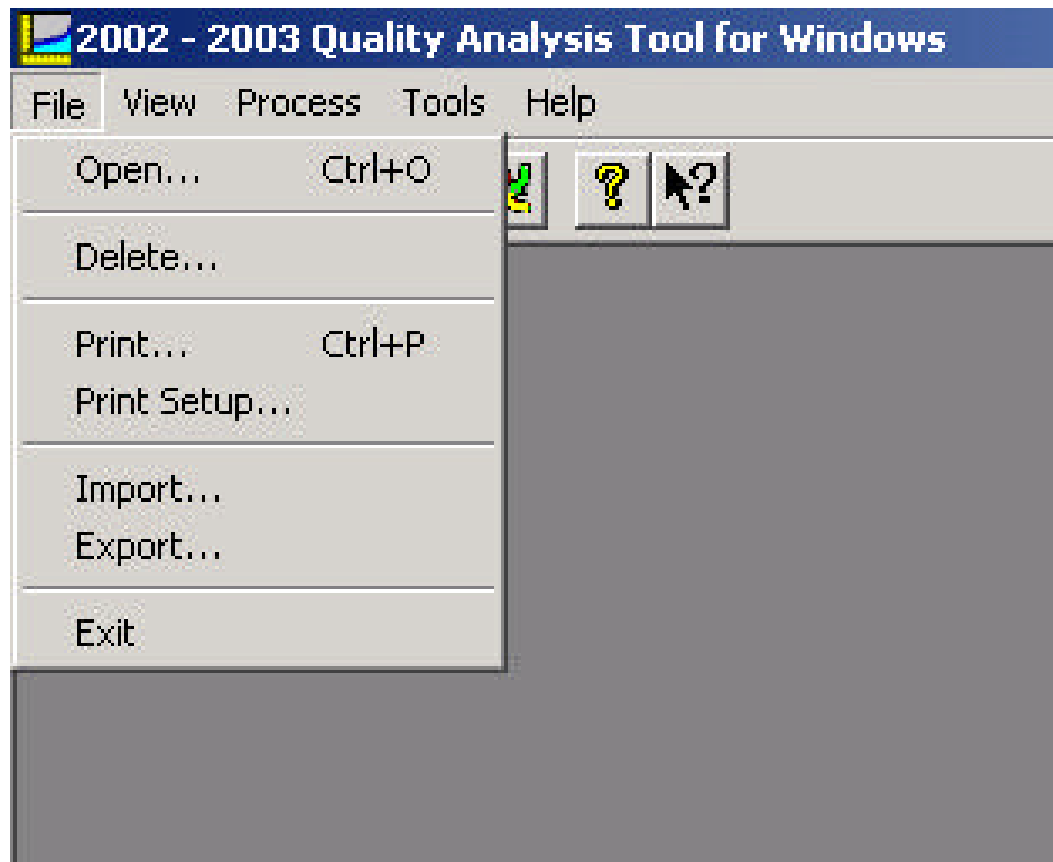 2002 - 2003 Quality Analysis Tool for Windows
File View Process Tools Help
Open... Ctrl+O
Delete...
Print... Ctrl+P
Print Setup...
Import...
Export...
Exit